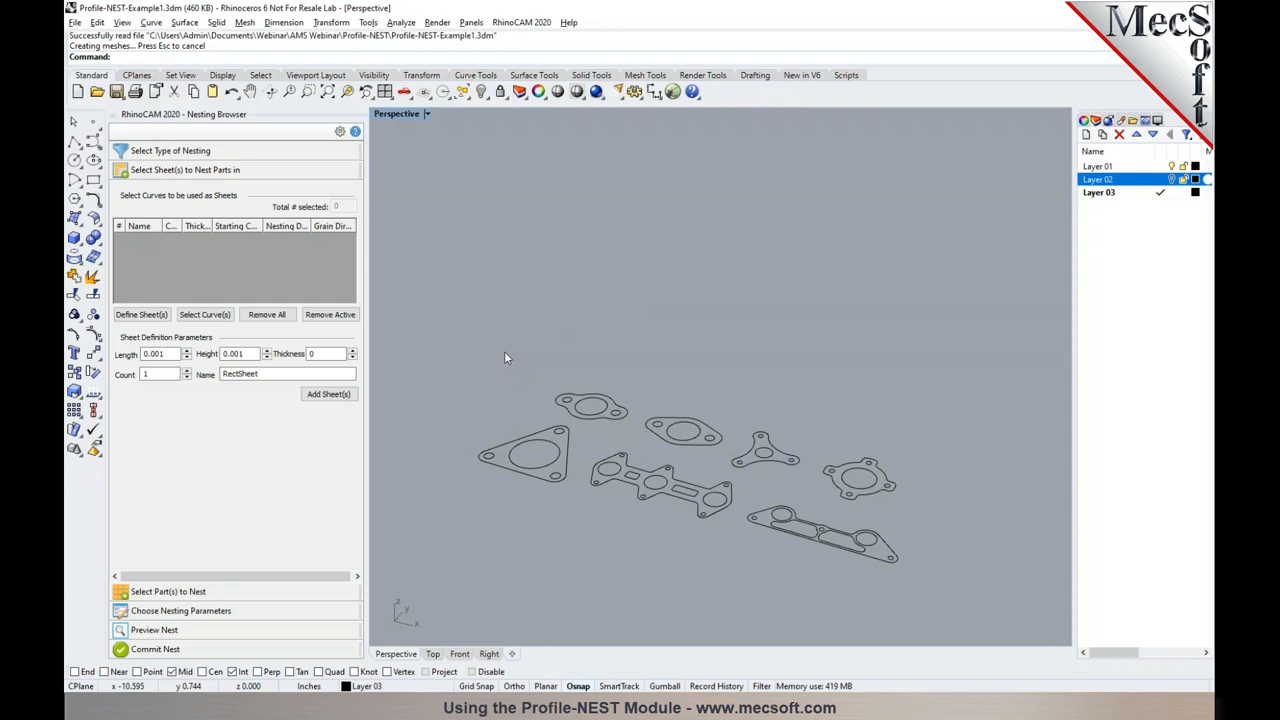 Profile-NEST-Example1.3dm (460 KB) - Rhinoceros 6 Not For Resale Lab - [Perspective]
File Edit View Curve Surface Solid Mesh Dimension Transform Tools Analyze Render Panels RhinoCAM 2020 Help
Successfully read file "C:\Users\Admin\Documents\Webinar\AMS Webinar\Profile-NEST\Profile-NEST-Example1.3dm"
Creating meshes... Press Esc to cancel
Command:
Standard CPlanes Set View Display Select Viewport Layout Visibility Transform Curve Tools Surface Tools Solid Tools Mesh Tools Render Tools Drafting New in V6 Scripts
MecSoft
RhinoCAM 2020 - Nesting Browser
Perspective
Select Type of Nesting
Select Sheet(s) to Nest Parts in
Select Curves to be used as Sheets
Total # selected: 0
# Name C... Thick... Starting C... Nesting D... Grain Dir...
Define Sheet(s) Select Curve(s) Remove All Remove Active
Sheet Definition Parameters
Length 0.001 Height 0.001 Thickness 0
Count 1 Name RectSheet
Add Sheet(s)
Select Part(s) to Nest
Choose Nesting Parameters
Preview Nest
Commit Nest
Name M
Layer 01
Layer 02
Layer 03
z
y
x
Perspective Top Front Right
End Near Point Mid Cen Int Perp Tan Quad Knot Vertex Project Disable
CPlane x -10.595 y 0.744 z 0.000 Inches Layer 03 Grid Snap Ortho Planar Osnap SmartTrack Gumball Record History Filter Memory use: 419 MB
Using the Profile-NEST Module - www.mecsoft.com